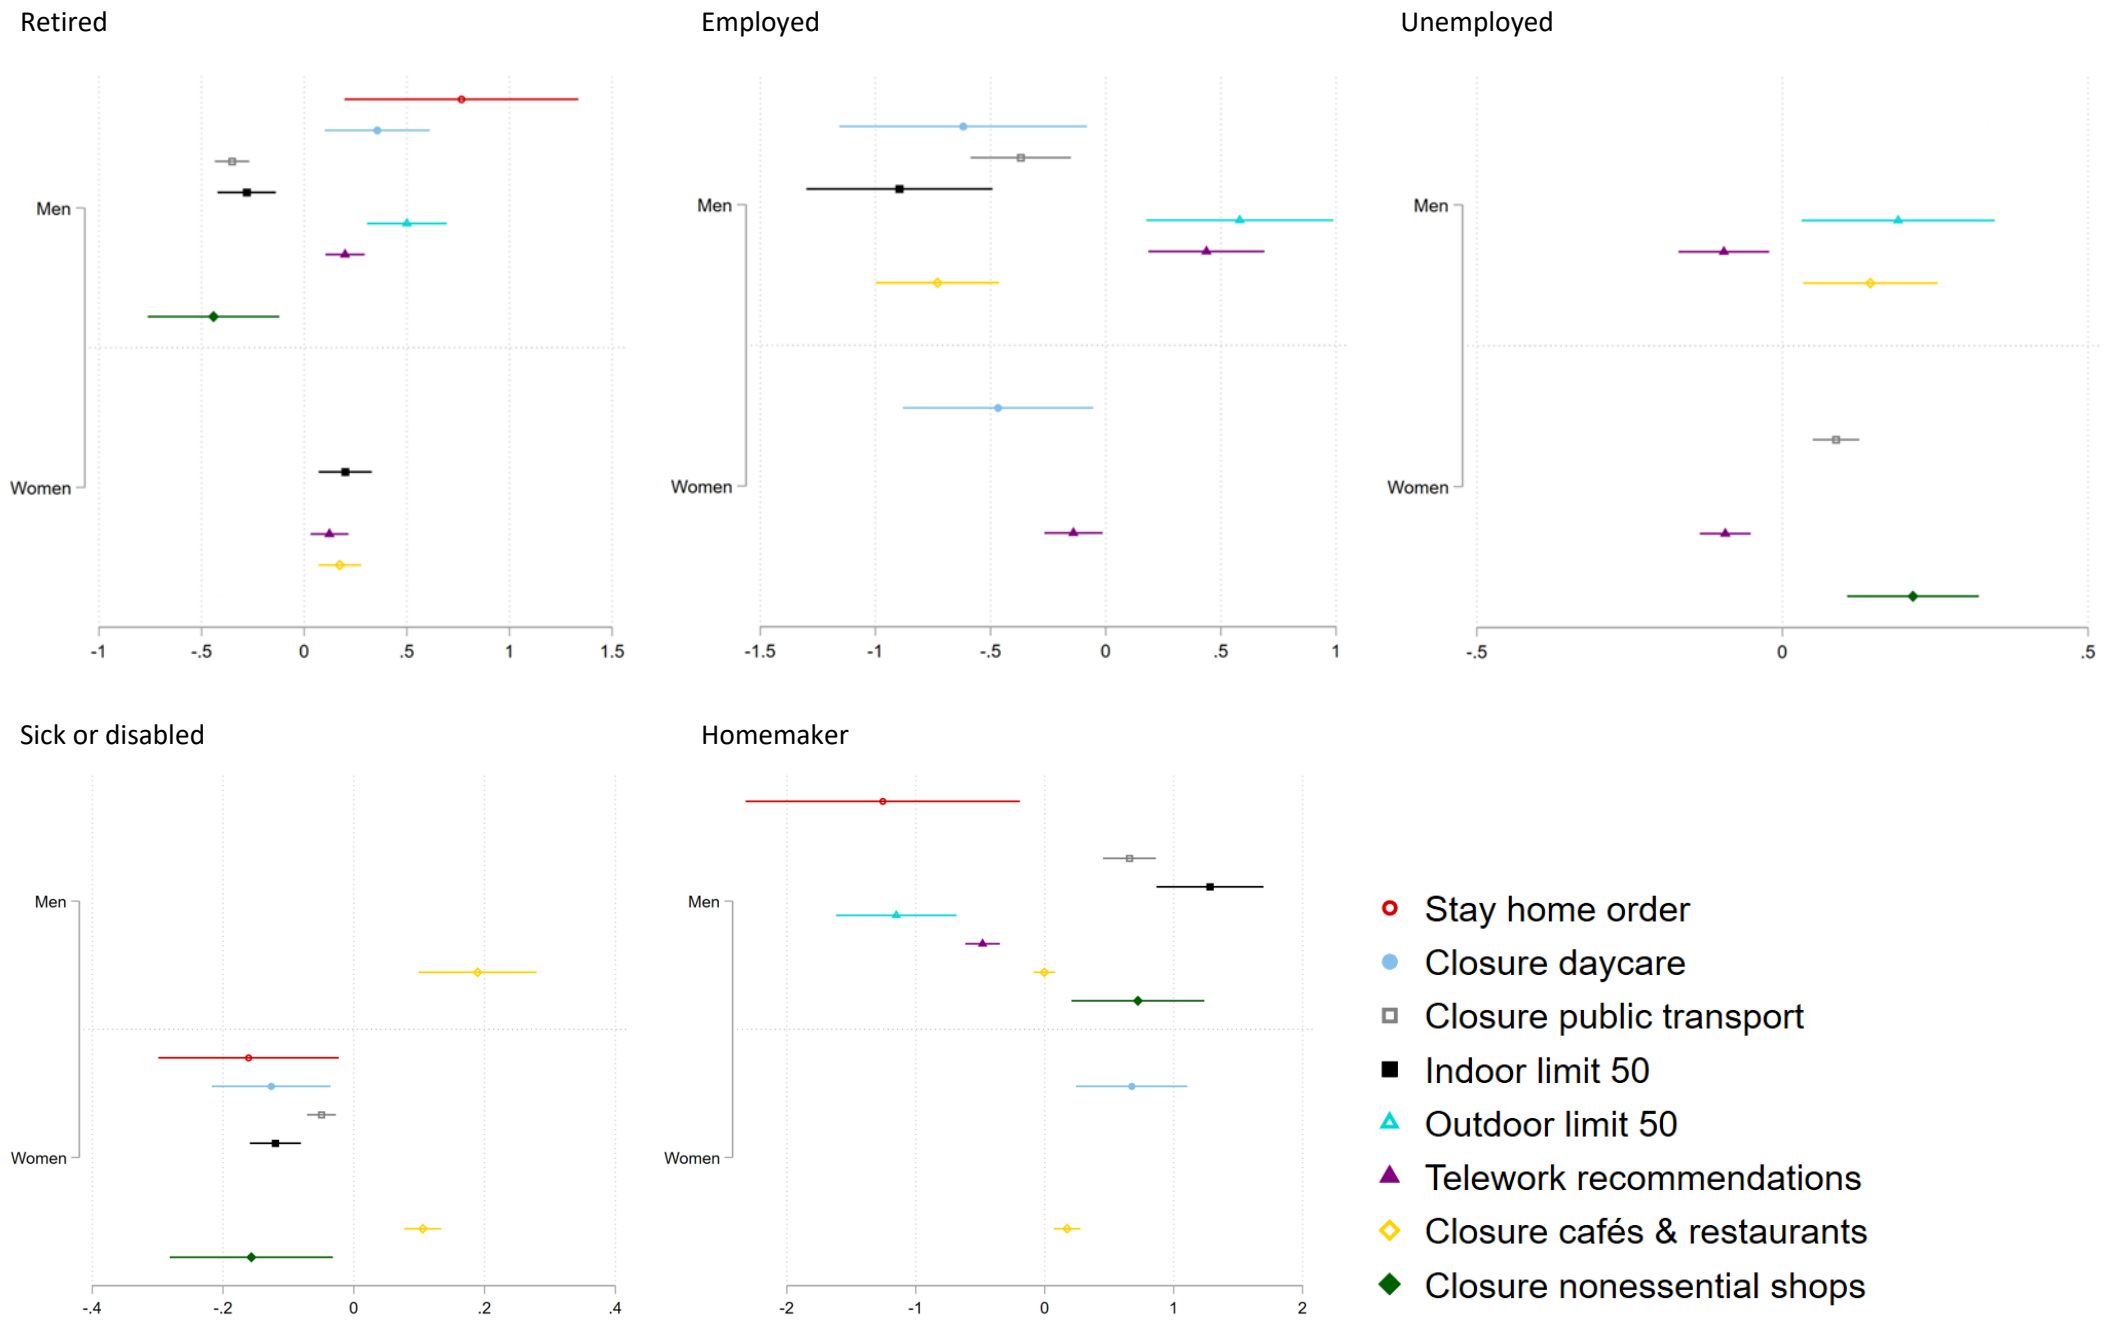 Retired
Employed
Unemployed
Men
Men
Men
Women
Women
Women
-1 -.5 0 .5 1 1.5
-1.5 -1 -.5 0 .5 1
-.5 0 .5
Sick or disabled
Homemaker
Men
Men
Women
Women
-.4 -.2 0 .2 .4
-2 -1 0 1 2
Stay home order
Closure daycare
Closure public transport
Indoor limit 50
Outdoor limit 50
Telework recommendations
Closure cafés & restaurants
Closure nonessential shops